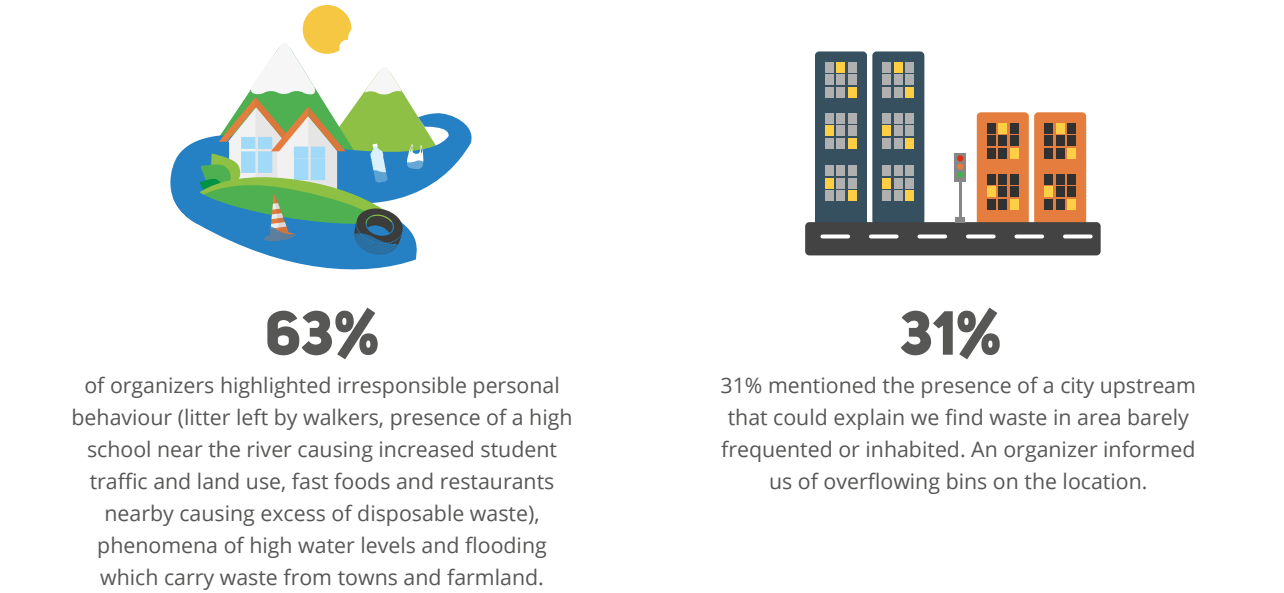 63%
of organizers highlighted irresponsible personal
behaviour (litter left by walkers, presence of a high
school near the river causing increased student
traffic and land use, fast foods and restaurants
nearby causing excess of disposable waste),
phenomena of high water levels and flooding
which carry waste from towns and farmland.
31%
31% mentioned the presence of a city upstream
that could explain we find waste in area barely
frequented or inhabited. An organizer informed
us of overflowing bins on the location.